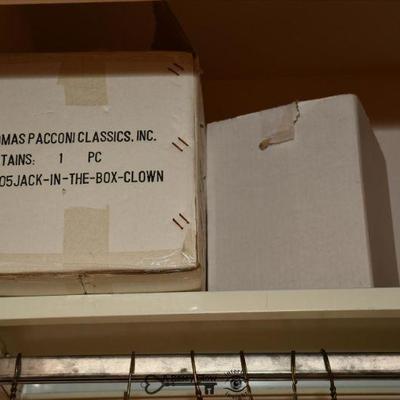 OMAS PACCONI CLASSICS, INC.
TAINS: 1 PC
05JACK-IN-THE-BOX-CLOWN